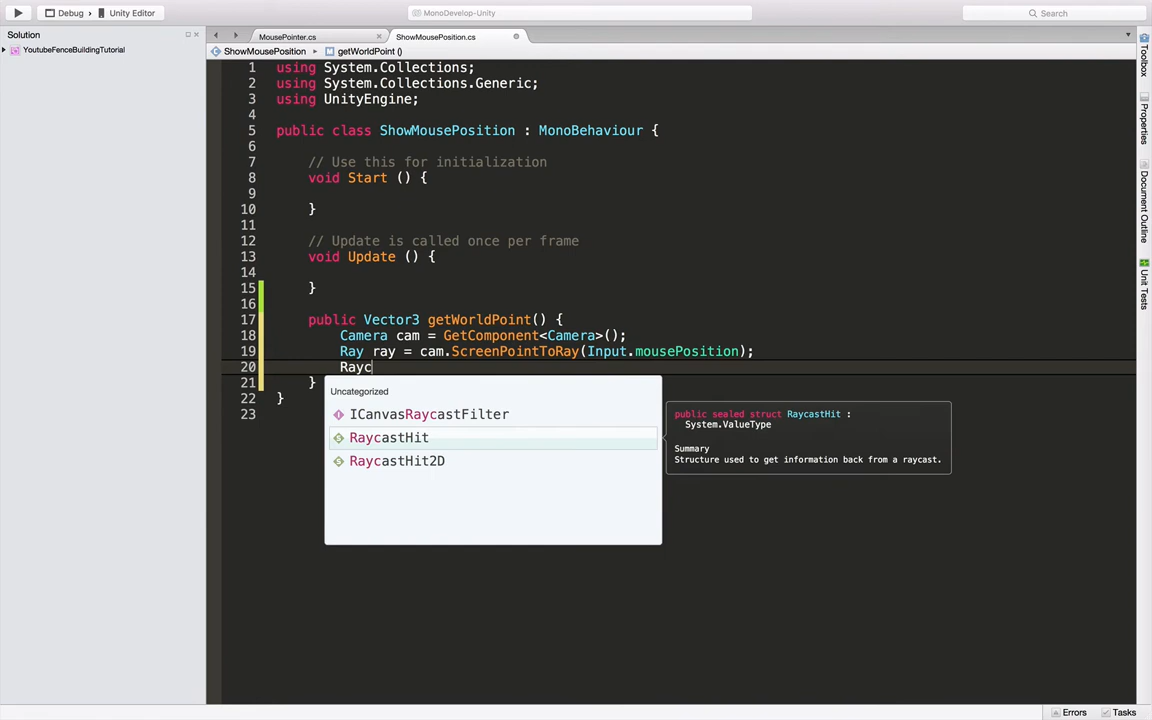 Debug
Unity Editor
MonoDevelop-Unity
Search
Solution
YoutubeFenceBuildingTutorial
MousePointer.cs
ShowMousePosition.cs
ShowMousePosition
getWorldPoint ()
1 using System.Collections;
2 using System.Collections.Generic;
3 using UnityEngine;
4
5 public class ShowMousePosition : MonoBehaviour {
6
7 // Use this for initialization
8 void Start () {
9
10 }
11
12 // Update is called once per frame
13 void Update () {
14
15 }
16
17 public Vector3 getWorldPoint() {
18 Camera cam = GetComponent<Camera>();
19 Ray ray = cam.ScreenPointToRay(Input.mousePosition);
20 Rayc
21 }
22 }
23
Uncategorized
ICanvasRaycastFilter
RaycastHit
RaycastHit2D
public sealed struct RaycastHit :
System.ValueType
Summary
Structure used to get information back from a raycast.
Toolbox
Properties
Document Outline
Unit Tests
Errors
Tasks